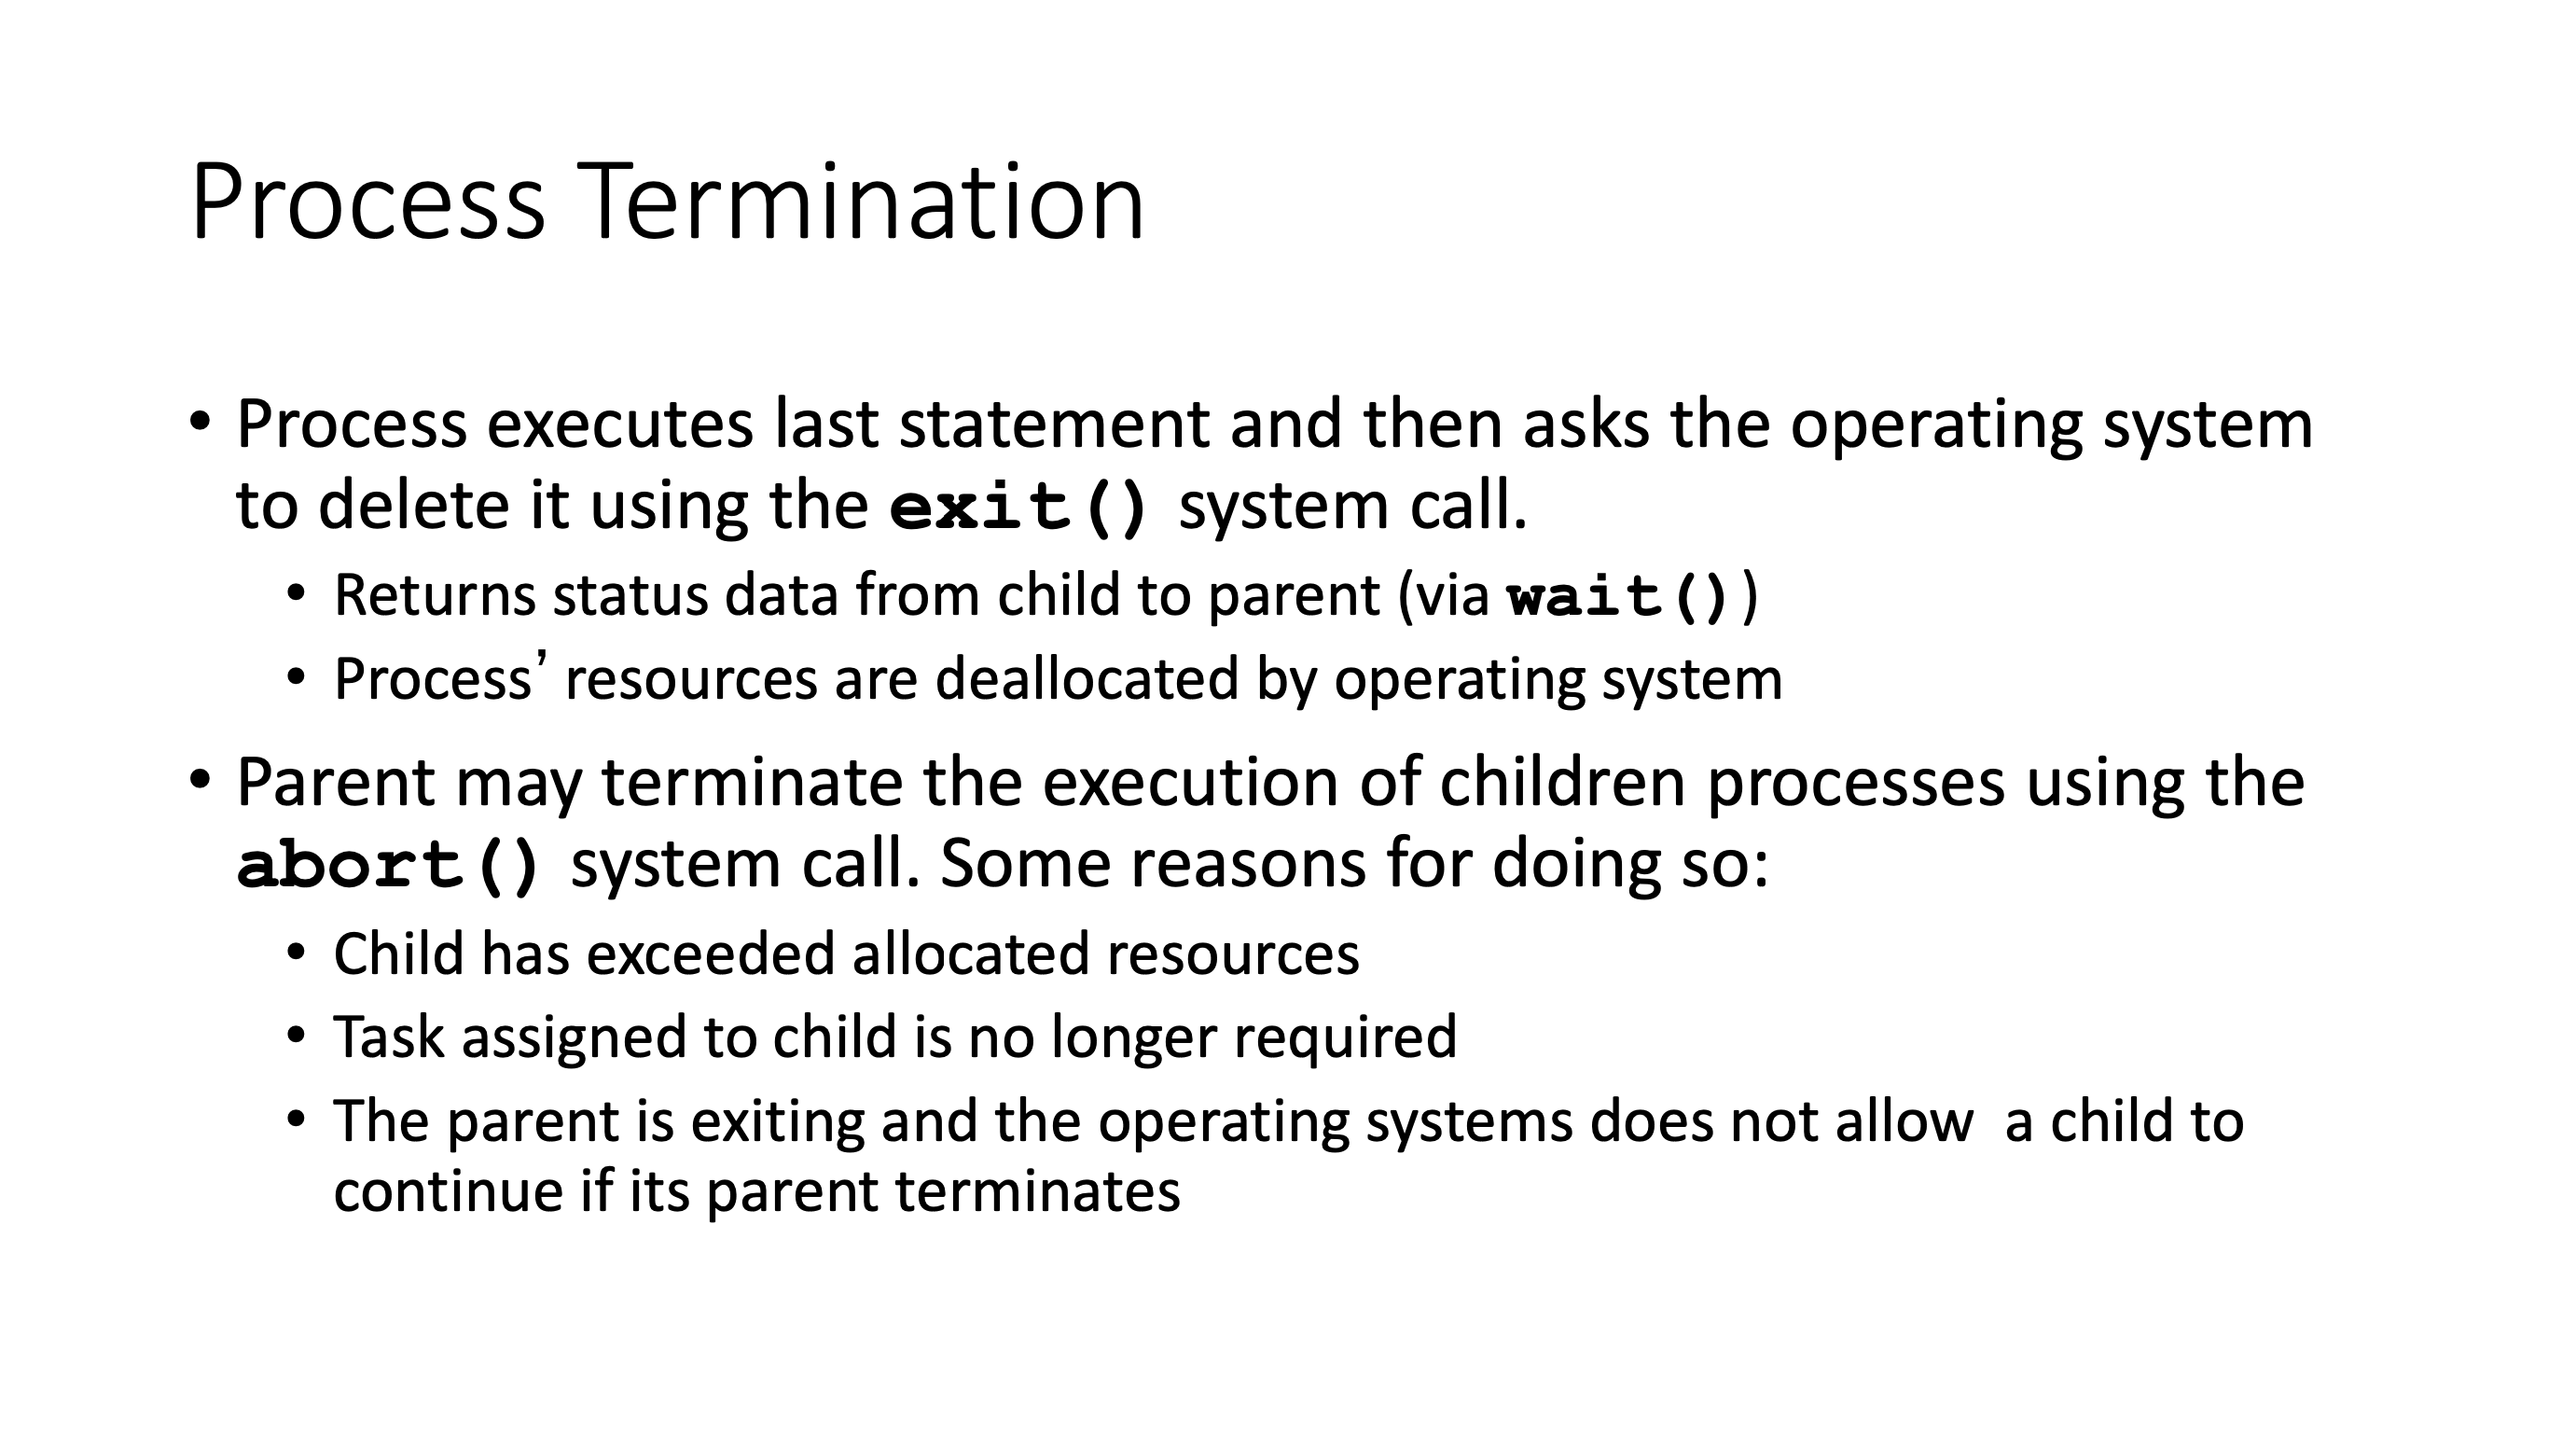 Process Termination
• Process executes last statement and then asks the operating system
to delete it using the exit() system call.
• Returns status data from child to parent (via wait())
• Process’ resources are deallocated by operating system
• Parent may terminate the execution of children processes using the
abort() system call. Some reasons for doing so:
• Child has exceeded allocated resources
• Task assigned to child is no longer required
• The parent is exiting and the operating systems does not allow  a child to
continue if its parent terminates